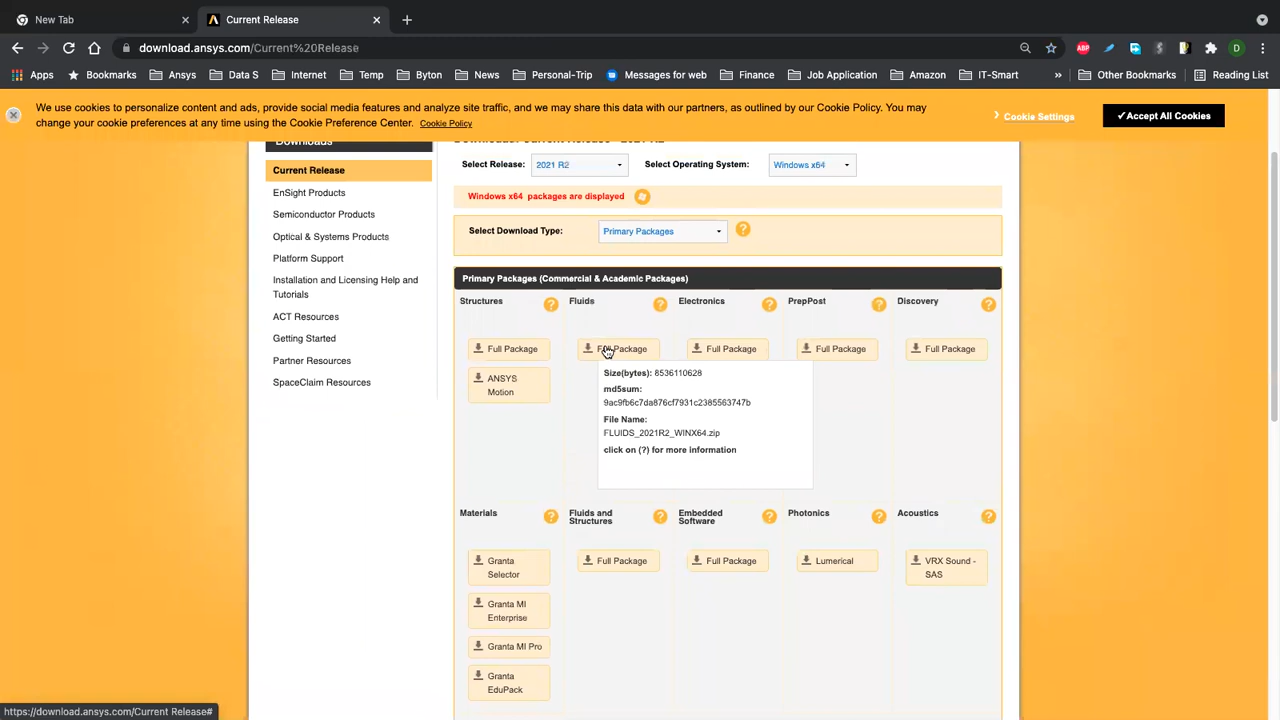 New Tab
Current Release
download.ansys.com/Current%20Release
ABP
D
Apps
Bookmarks
Ansys
Data S
Internet
Temp
Byton
News
Personal-Trip
Messages for web
Finance
Job Application
Amazon
IT-Smart
»
Other Bookmarks
Reading List
We use cookies to personalize content and ads, provide social media features and analyze site traffic, and we may share this data with our partners, as outlined by our Cookie Policy. You may
change your cookie preferences at any time using the Cookie Preference Center. Cookie Policy
Cookie Settings
✓Accept All Cookies
Downloads
Current Release
EnSight Products
Semiconductor Products
Optical & Systems Products
Platform Support
Installation and Licensing Help and
Tutorials
ACT Resources
Getting Started
Partner Resources
SpaceClaim Resources
Downloads: Current Release - 2021 R2
Select Release:
2021 R2
Select Operating System:
Windows x64
Windows x64 packages are displayed
Select Download Type:
Primary Packages
?
Primary Packages (Commercial & Academic Packages)
Structures
?
Fluids
?
Electronics
?
PrepPost
?
Discovery
?
Full Package
Full Package
Full Package
Full Package
Full Package
ANSYS
Motion
Size(bytes): 8536110628
md5sum:
9ac9fb6c7da876cf7931c2385563747b
File Name:
FLUIDS_2021R2_WINX64.zip
click on (?) for more information
Materials
?
Fluids and
Structures
?
Embedded
Software
?
Photonics
?
Acoustics
?
Granta
Selector
Full Package
Full Package
Lumerical
VRX Sound -
SAS
Granta MI
Enterprise
Granta MI Pro
Granta
EduPack
https://download.ansys.com/Current Release#